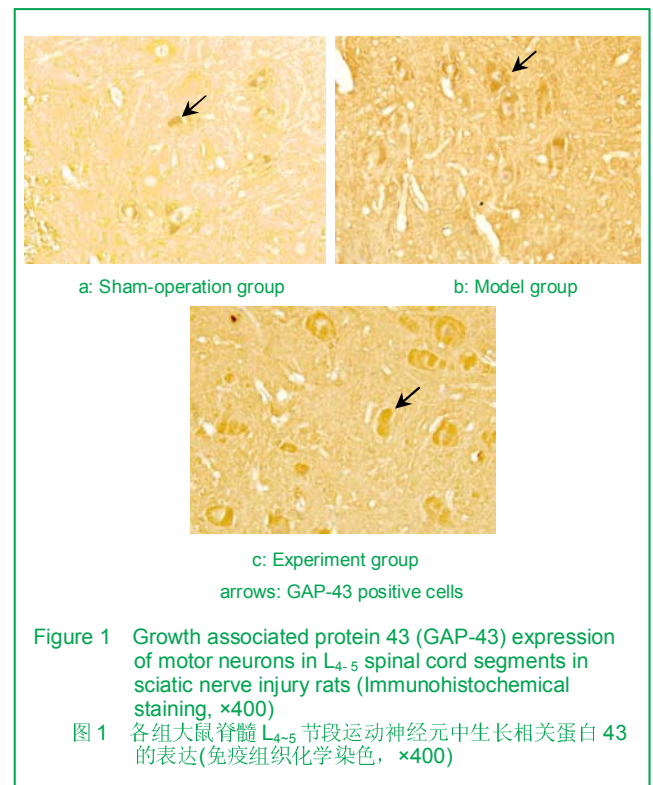 a: Sham-operation group
b: Model group
c: Experiment group
arrows: GAP-43 positive cells
Figure 1 Growth associated protein 43 (GAP-43) expression
of motor neurons in L4- 5 spinal cord segments in
sciatic nerve injury rats (Immunohistochemical
staining, ×400)
图 1 各组大鼠脊髓 L4~5 节段运动神经元中生长相关蛋白 43
的表达(免疫组织化学染色，×400)